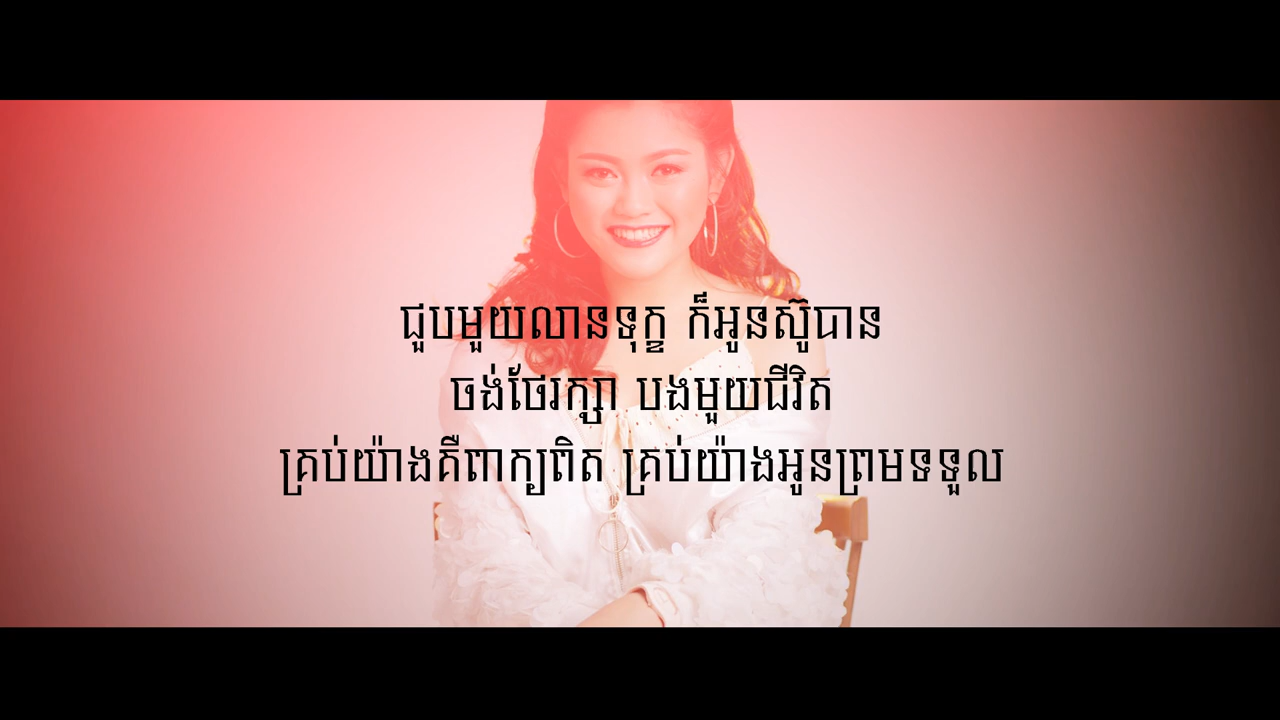 ជួបមួយលានទុក្ខ ក៏អូនស៊ូបាន
ចង់ថែរក្សា បងមួយជីវិត
គ្រប់យ៉ាងគឺពាក្យពិត គ្រប់យ៉ាងអូនព្រមទទួល